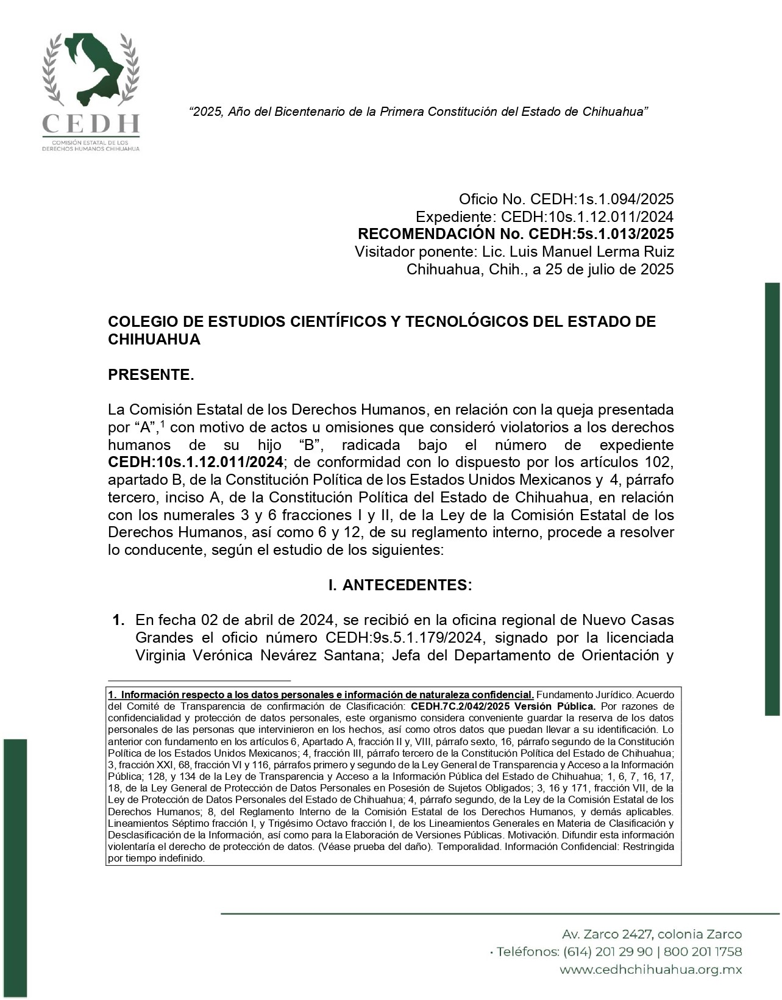 CEDH
COMISIÓN ESTATAL DE LOS
DERECHOS HUMANOS CHIHUAHUA
“2025, Año del Bicentenario de la Primera Constitución del Estado de Chihuahua”
Oficio No. CEDH:1s.1.094/2025
Expediente: CEDH:10s.1.12.011/2024
RECOMENDACIÓN No. CEDH:5s.1.013/2025
Visitador ponente: Lic. Luis Manuel Lerma Ruiz
Chihuahua, Chih., a 25 de julio de 2025
COLEGIO DE ESTUDIOS CIENTÍFICOS Y TECNOLÓGICOS DEL ESTADO DE
CHIHUAHUA
PRESENTE.
La Comisión Estatal de los Derechos Humanos, en relación con la queja presentada
por “A”,1 con motivo de actos u omisiones que consideró violatorios a los derechos
humanos de su hijo “B”, radicada bajo el número de expediente
CEDH:10s.1.12.011/2024; de conformidad con lo dispuesto por los artículos 102,
apartado B, de la Constitución Política de los Estados Unidos Mexicanos y 4, párrafo
tercero, inciso A, de la Constitución Política del Estado de Chihuahua, en relación
con los numerales 3 y 6 fracciones I y II, de la Ley de la Comisión Estatal de los
Derechos Humanos, así como 6 y 12, de su reglamento interno, procede a resolver
lo conducente, según el estudio de los siguientes:
I. ANTECEDENTES:
1. En fecha 02 de abril de 2024, se recibió en la oficina regional de Nuevo Casas
Grandes el oficio número CEDH:9s.5.1.179/2024, signado por la licenciada
Virginia Verónica Nevárez Santana; Jefa del Departamento de Orientación y
1. Información respecto a los datos personales e información de naturaleza confidencial. Fundamento Jurídico. Acuerdo
del Comité de Transparencia de confirmación de Clasificación: CEDH.7C.2/042/2025 Versión Pública. Por razones de
confidencialidad y protección de datos personales, este organismo considera conveniente guardar la reserva de los datos
personales de las personas que intervinieron en los hechos, así como otros datos que puedan llevar a su identificación. Lo
anterior con fundamento en los artículos 6, Apartado A, fracción II y, VIII, párrafo sexto, 16, párrafo segundo de la Constitución
Política de los Estados Unidos Mexicanos; 4, fracción III, párrafo tercero de la Constitución Política del Estado de Chihuahua;
3, fracción XXI, 68, fracción VI y 116, párrafos primero y segundo de la Ley General de Transparencia y Acceso a la Información
Pública; 128, y 134 de la Ley de Transparencia y Acceso a la Información Pública del Estado de Chihuahua; 1, 6, 7, 16, 17,
18, de la Ley General de Protección de Datos Personales en Posesión de Sujetos Obligados; 3, 16 y 171, fracción VII, de la
Ley de Protección de Datos Personales del Estado de Chihuahua; 4, párrafo segundo, de la Ley de la Comisión Estatal de los
Derechos Humanos; 8, del Reglamento Interno de la Comisión Estatal de los Derechos Humanos, y demás aplicables.
Lineamientos Séptimo fracción I, y Trigésimo Octavo fracción I, de los Lineamientos Generales en Materia de Clasificación y
Desclasificación de la Información, así como para la Elaboración de Versiones Públicas. Motivación. Difundir esta información
violentaría el derecho de protección de datos. (Véase prueba del daño). Temporalidad. Información Confidencial: Restringida
por tiempo indefinido.
Av. Zarco 2427, colonia Zarco
• Teléfonos: (614) 201 29 90 | 800 201 1758
www.cedhchihuahua.org.mx